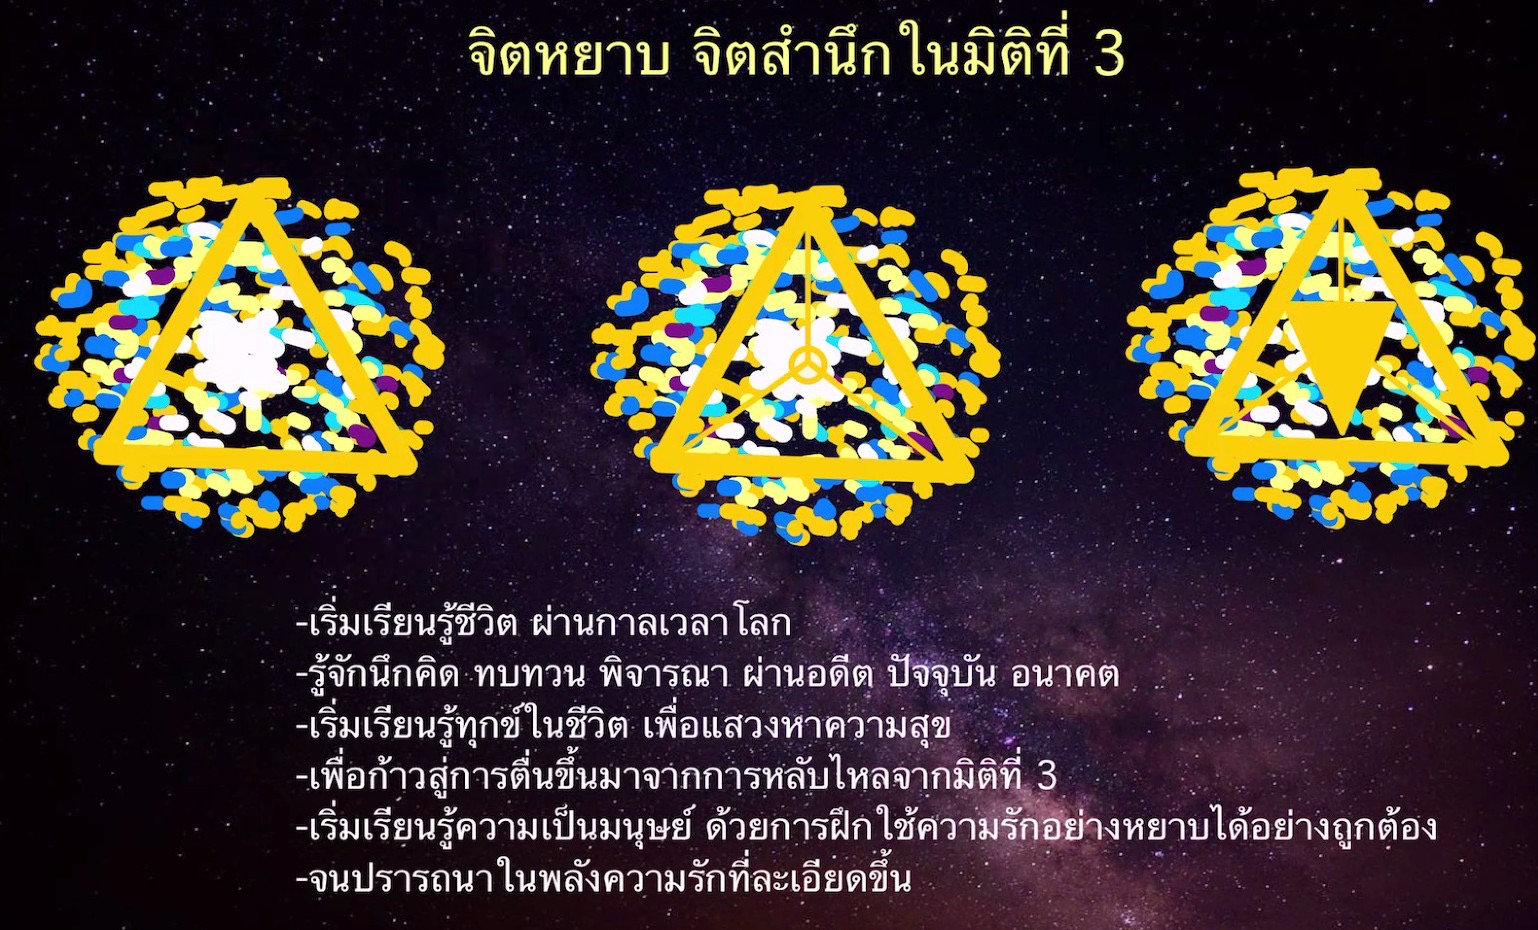 จิตหยาบ จิตสำนึกในมิติที่ 3
-เริ่มเรียนรู้ชีวิต ผ่านกาลเวลาโลก
-รู้จักนึกคิด ทบทวน พิจารณา ผ่านอดีต ปัจจุบัน อนาคต
-เริ่มเรียนรู้ทุกข์ในชีวิต เพื่อแสวงหาความสุข
-เพื่อก้าวสู่การตื่นขึ้นมาจากการหลับไหลจากมิติที่ 3
-เริ่มเรียนรู้ความเป็นมนุษย์ ด้วยการฝึกใช้ความรักอย่างหยาบได้อย่างถูกต้อง
-จนปรารถนาในพลังความรักที่ละเอียดขึ้น